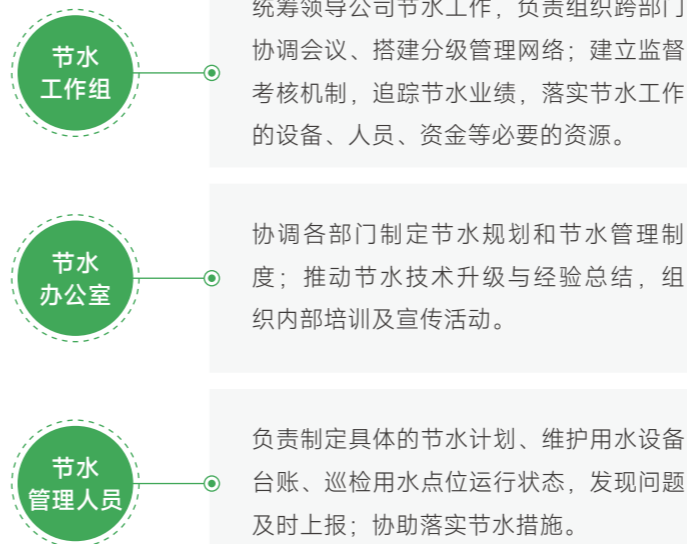 节水
工作组
统筹领导公司节水工作，负责组织跨部门
协调会议、搭建分级管理网络；建立监督
考核机制，追踪节水业绩，落实节水工作
的设备、人员、资金等必要的资源。
节水
办公室
协调各部门制定节水规划和节水管理制
度；推动节水技术升级与经验总结，组
织内部培训及宣传活动。
节水
管理人员
负责制定具体的节水计划、维护用水设备
台账、巡检用水点位运行状态，发现问题
及时上报；协助落实节水措施。